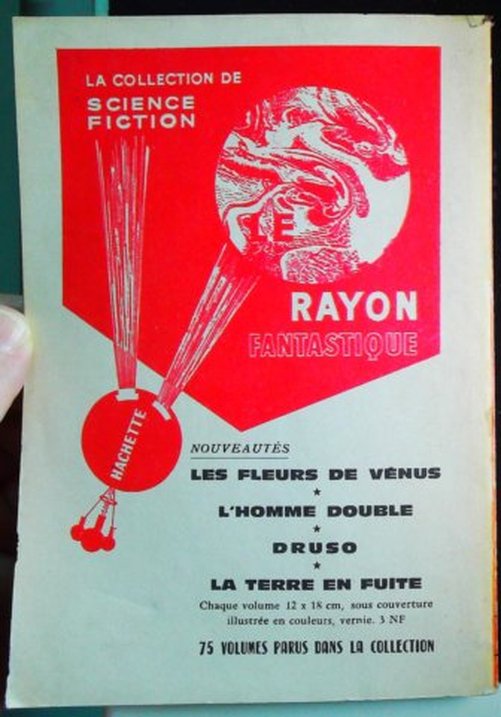 LA COLLECTION DE
SCIENCE
FICTION
LE
RAYON
FANTASTIQUE
HACHETTE
NOUVEAUTÉS
LES FLEURS DE VÉNUS
★
L'HOMME DOUBLE
★
DRUSO
★
LA TERRE EN FUITE
Chaque volume 12 x 18 cm, sous couverture
illustrée en couleurs, vernie. 3 NF
75 VOLUMES PARUS DANS LA COLLECTION